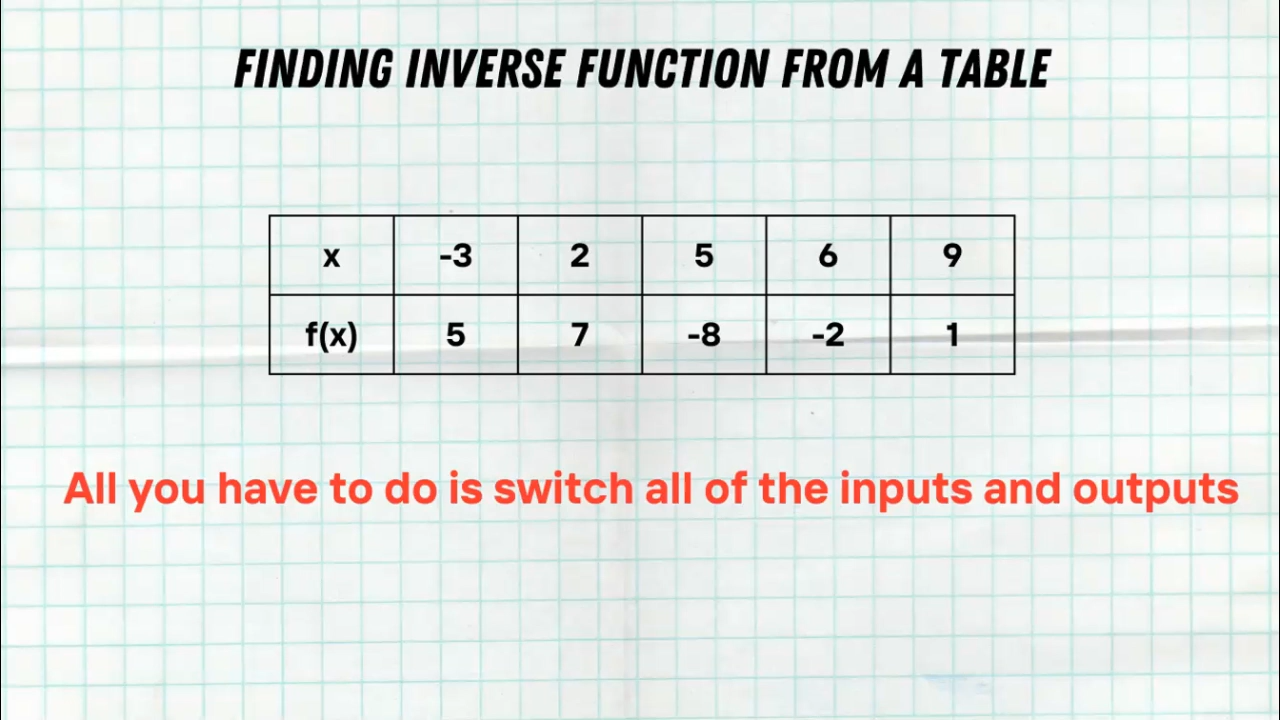 FINDING INVERSE FUNCTION FROM A TABLE
x -3 2 5 6 9
f(x) 5 7 -8 -2 1
All you have to do is switch all of the inputs and outputs